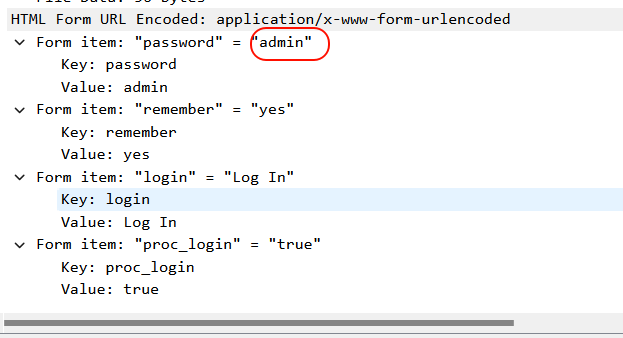 HTML Form URL Encoded: application/x-www-form-urlencoded
Form item: "password" = "admin"
Key: password
Value: admin
Form item: "remember" = "yes"
Key: remember
Value: yes
Form item: "login" = "Log In"
Key: login
Value: Log In
Form item: "proc_login" = "true"
Key: proc_login
Value: true